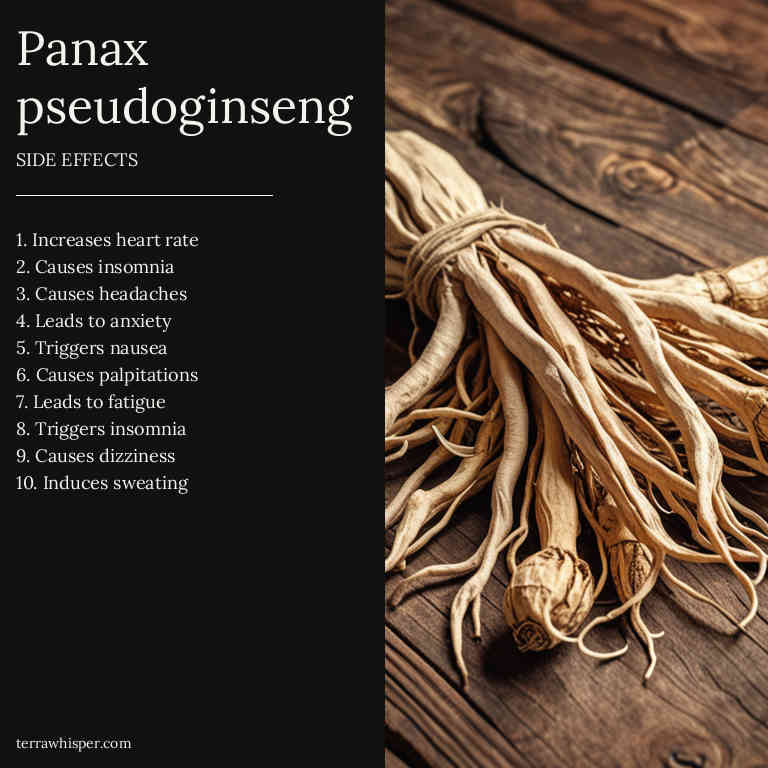 Panax
pseudoginseng
SIDE EFFECTS
1. Increases heart rate
2. Causes insomnia
3. Causes headaches
4. Leads to anxiety
5. Triggers nausea
6. Causes palpitations
7. Leads to fatigue
8. Triggers insomnia
9. Causes dizziness
10. Induces sweating
terrawhisper.com